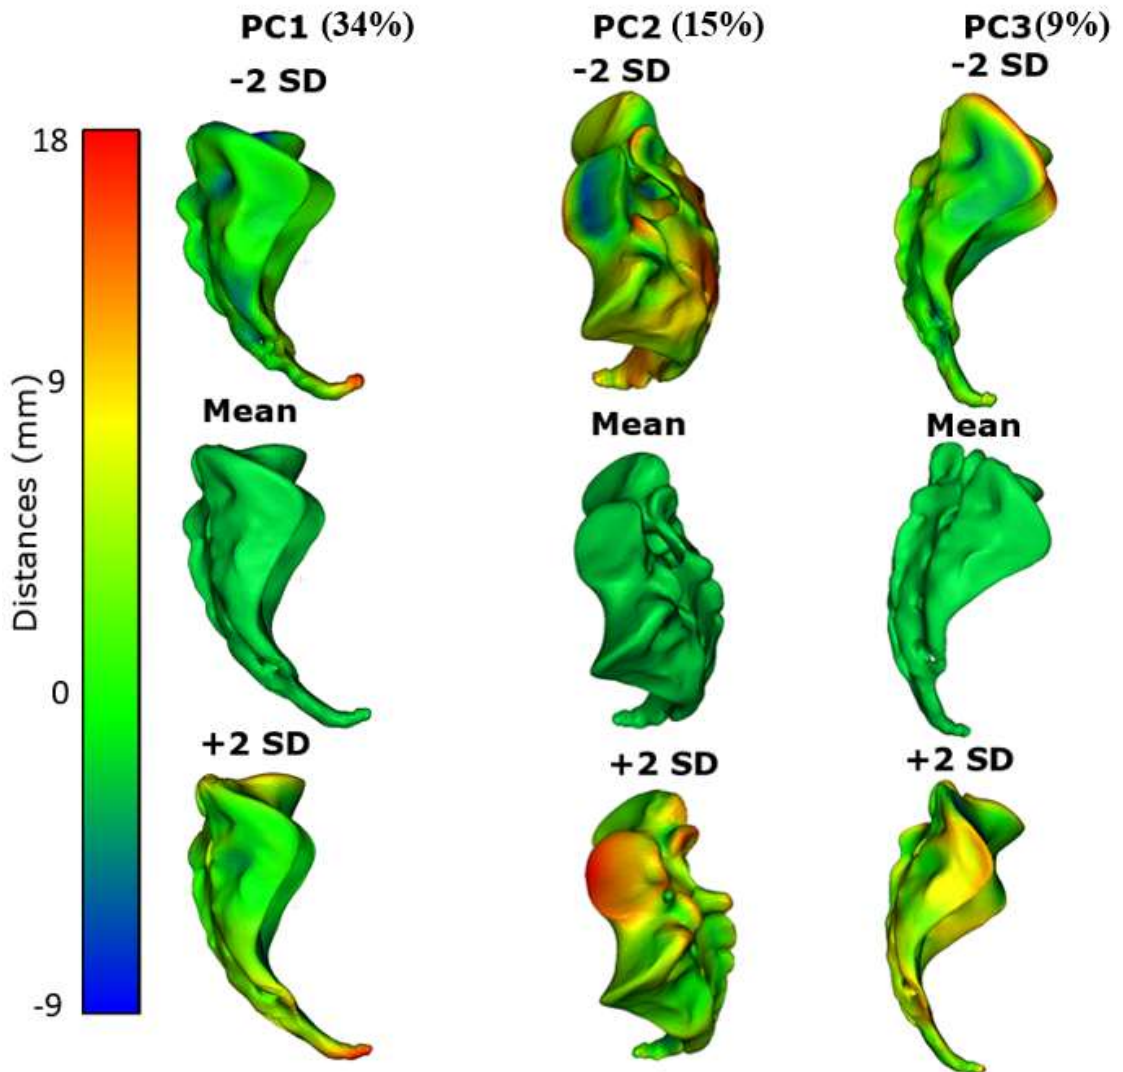 PC1 (34%)
PC2 (15%)
PC3(9%)
-2 SD
-2 SD
-2 SD
18
9
0
-9
Distances (mm)
Mean
Mean
Mean
+2 SD
+2 SD
+2 SD